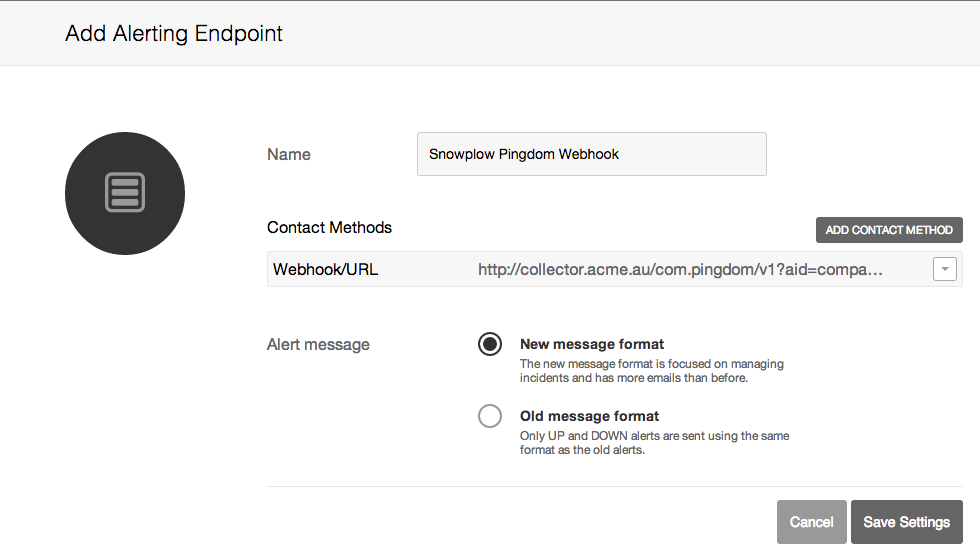 Add Alerting Endpoint
Name
Snowplow Pingdom Webhook
Contact Methods
ADD CONTACT METHOD
Webhook/URL
http://collector.acme.au/com.pingdom/v1?aid=compa...
Alert message
New message format
The new message format is focused on managing
incidents and has more emails than before.
Old message format
Only UP and DOWN alerts are sent using the same
format as the old alerts.
Cancel
Save Settings